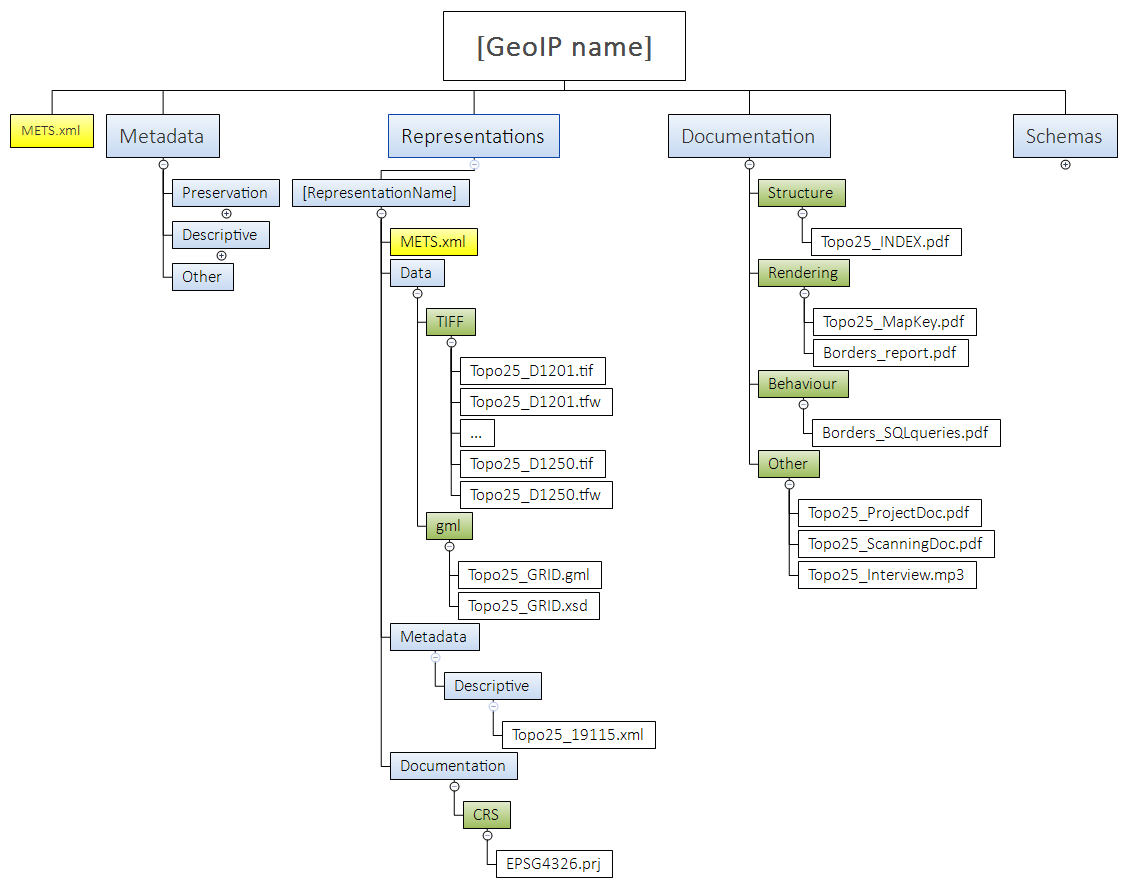 [GeoIP name]
METS.xml
Metadata
Preservation
Descriptive
Other
Representations
[RepresentationName]
METS.xml
Data
TIFF
Topo25_D1201.tif
Topo25_D1201.tfw
...
Topo25_D1250.tif
Topo25_D1250.tfw
gml
Topo25_GRID.gml
Topo25_GRID.xsd
Metadata
Descriptive
Topo25_19115.xml
Documentation
CRS
EPSG4326.prj
Documentation
Structure
Topo25_INDEX.pdf
Rendering
Topo25_MapKey.pdf
Borders_report.pdf
Behaviour
Borders_SQLqueries.pdf
Other
Topo25_ProjectDoc.pdf
Topo25_ScanningDoc.pdf
Topo25_Interview.mp3
Schemas